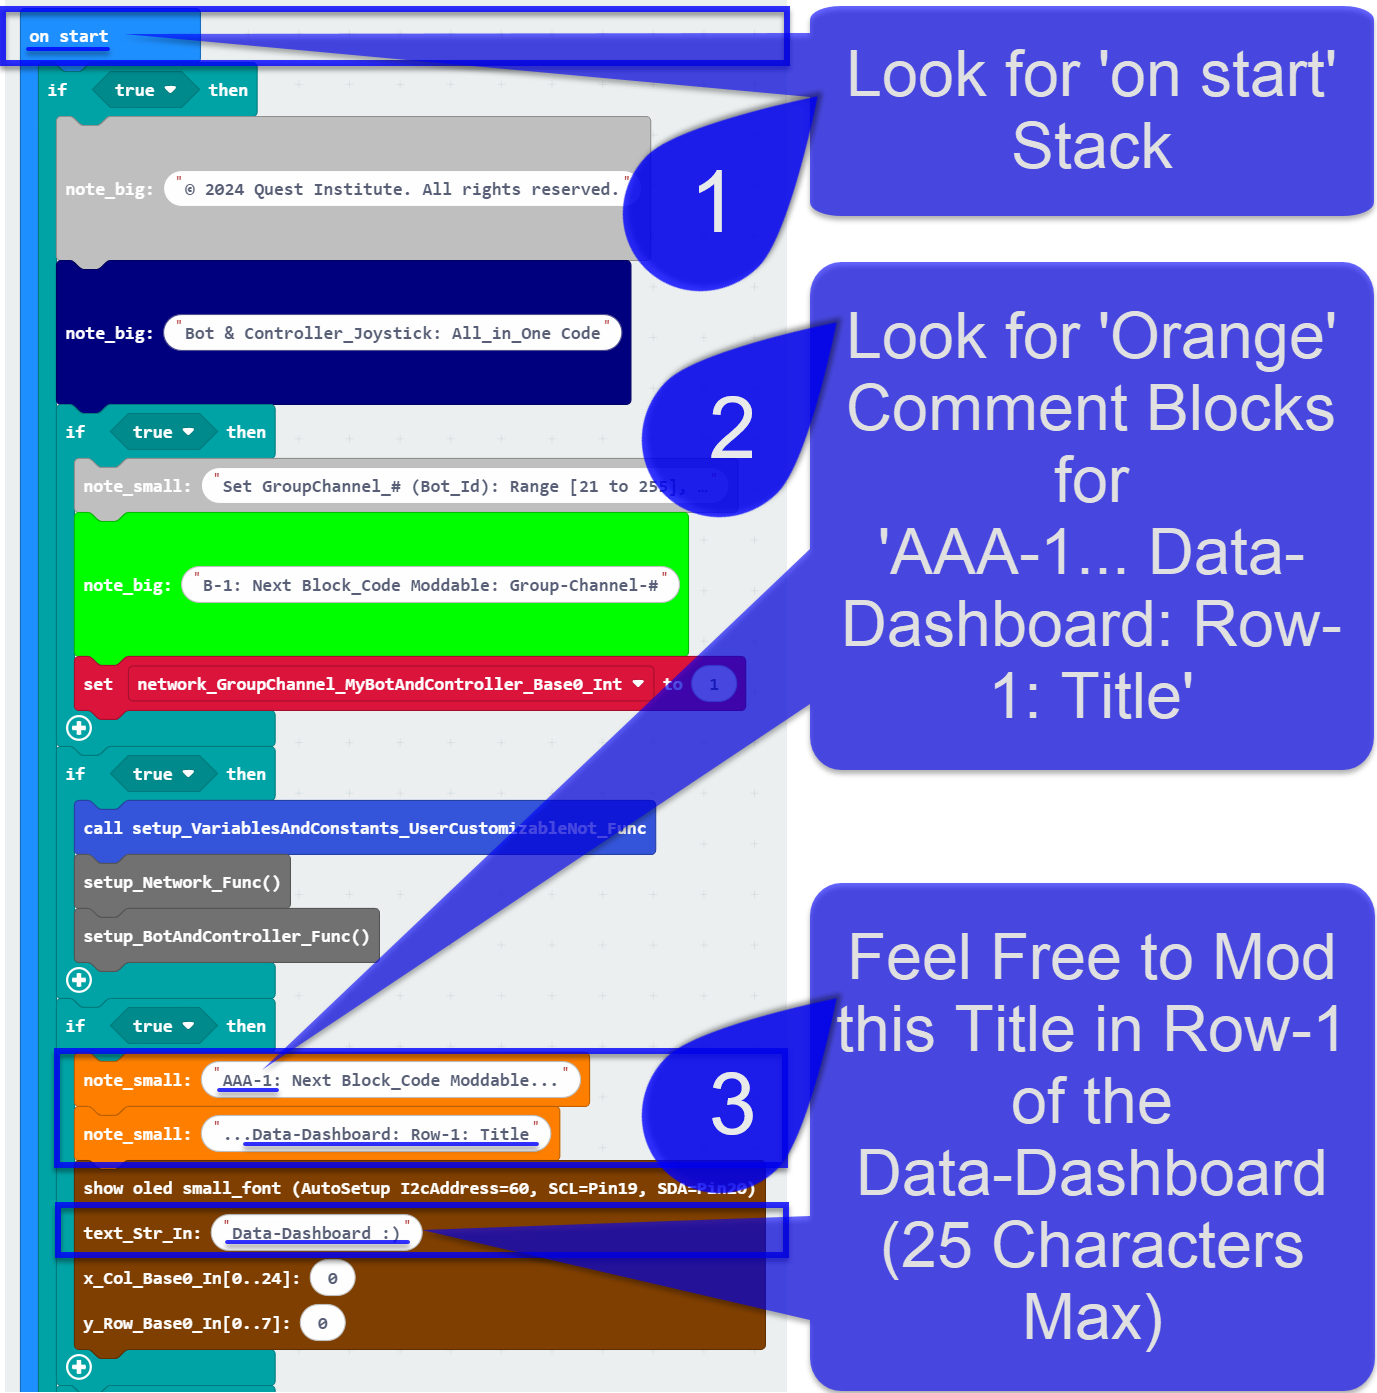 on start
if true then
note_big: "© 2024 Quest Institute. All rights reserved."
note_big: "Bot & Controller_Joystick: All_in_One Code"
if true then
note_small: "Set GroupChannel_# (Bot_Id): Range [21 to 255], …"
note_big: "B-1: Next Block_Code Moddable: Group-Channel-#"
set network_GroupChannel_MyBotAndController_Base0_Int to 1
if true then
call setup_VariablesAndConstants_UserCustomizableNot_Func
setup_Network_Func()
setup_BotAndController_Func()
if true then
note_small: "AAA-1: Next Block_Code Moddable..."
note_small: "...Data-Dashboard: Row-1: Title"
show oled small_font (AutoSetup I2cAddress=60, SCL=Pin19, SDA=Pin20)
text_Str_In: "Data-Dashboard :)"
x_Col_Base0_In[0..24]: 0
y_Row_Base0_In[0..7]: 0
1
Look for 'on start'
Stack
2
Look for 'Orange'
Comment Blocks
for
'AAA-1... Data-
Dashboard: Row-
1: Title'
3
Feel Free to Mod
this Title in Row-1
of the
Data-Dashboard
(25 Characters
Max)